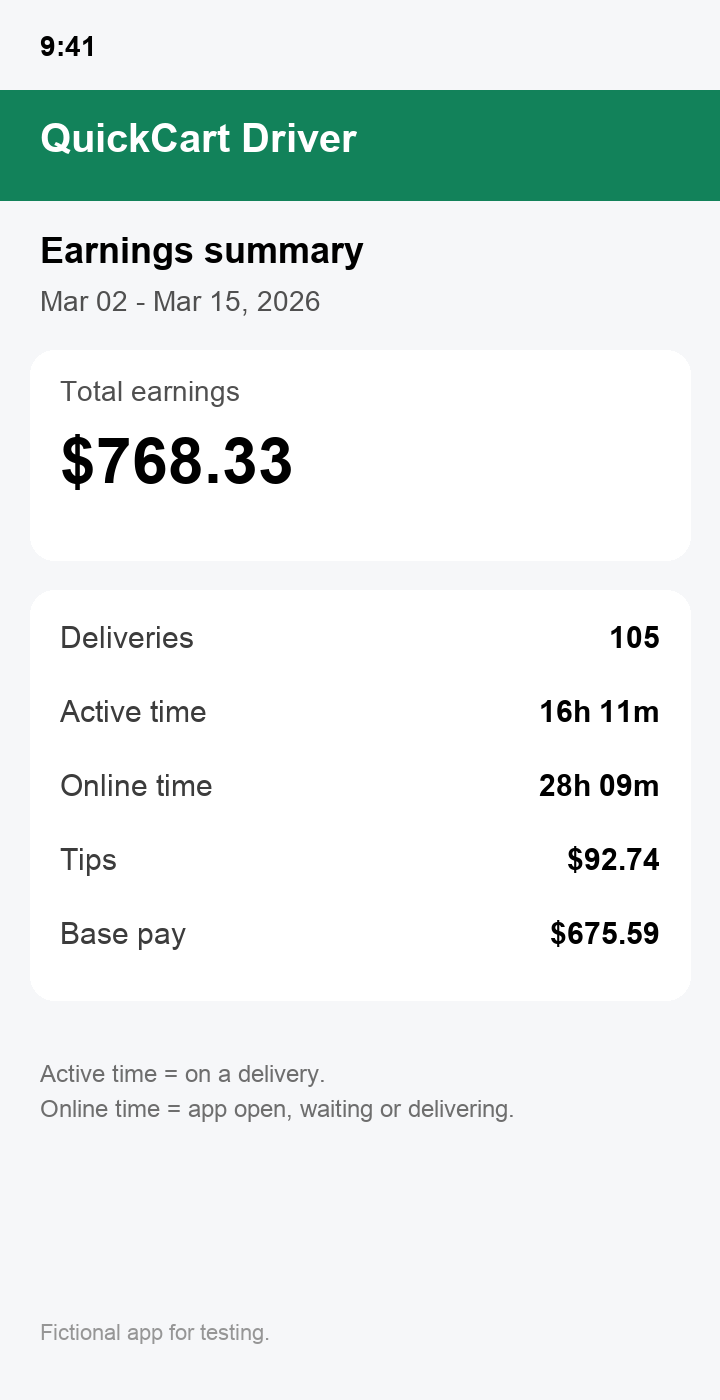 9:41
QuickCart Driver
Earnings summary
Mar 02 - Mar 15, 2026
Total earnings
$768.33
Deliveries 105
Active time 16h 11m
Online time 28h 09m
Tips $92.74
Base pay $675.59
Active time = on a delivery.
Online time = app open, waiting or delivering.
Fictional app for testing.